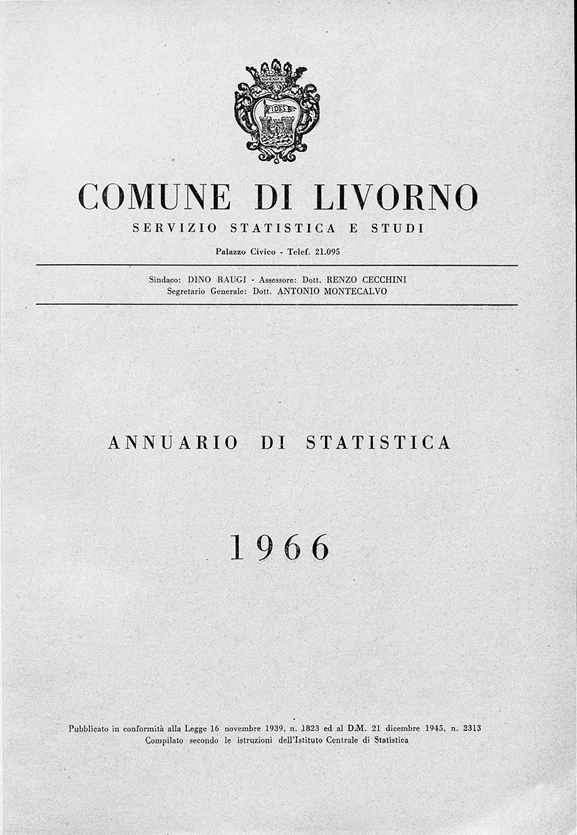 FIDES
COMUNE DI LIVORNO
SERVIZIO STATISTICA E STUDI
Palazzo Civico - Telef. 21.095
Sindaco: DINO RAUGI - Assessore: Dott. RENZO CECCHINI
Segretario Generale: Dott. ANTONIO MONTECALVO
ANNUARIO DI STATISTICA
1966
Pubblicato in conformità alla Legge 16 novembre 1939, n. 1823 ed al D.M. 21 dicembre 1945, n. 2313
Compilato secondo le istruzioni dell'Istituto Centrale di Statistica